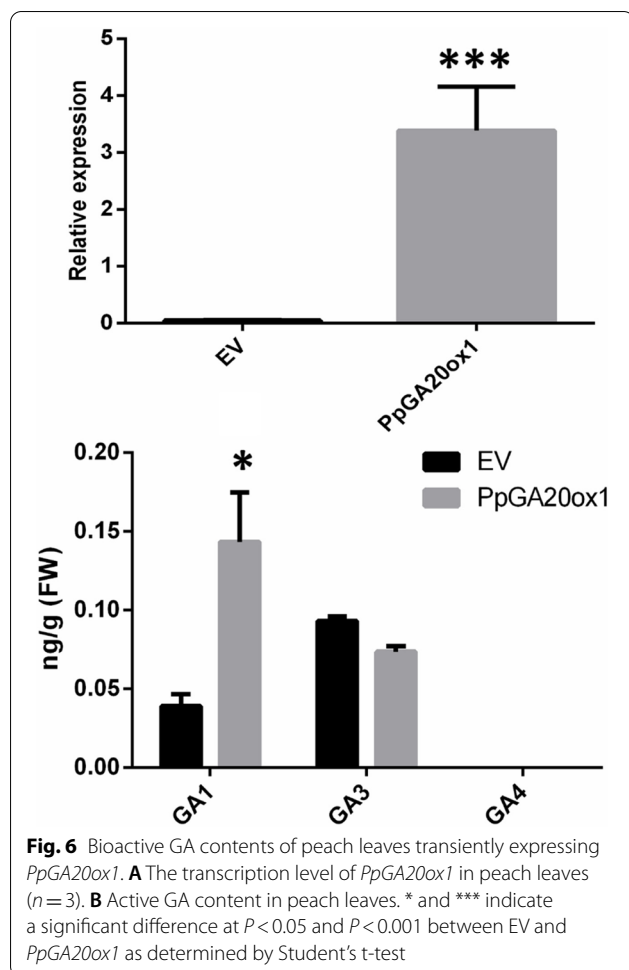 5
***
4
3
2
1
0
Relative expression
EV
PpGA20ox1
0.20
*
EV
PpGA20ox1
0.15
0.10
0.05
0.00
ng/g (FW)
GA1
GA3
GA4
Fig. 6 Bioactive GA contents of peach leaves transiently expressing
PpGA20ox1. A The transcription level of PpGA20ox1 in peach leaves
(n = 3). B Active GA content in peach leaves. * and *** indicate
a significant difference at P < 0.05 and P < 0.001 between EV and
PpGA20ox1 as determined by Student’s t-test